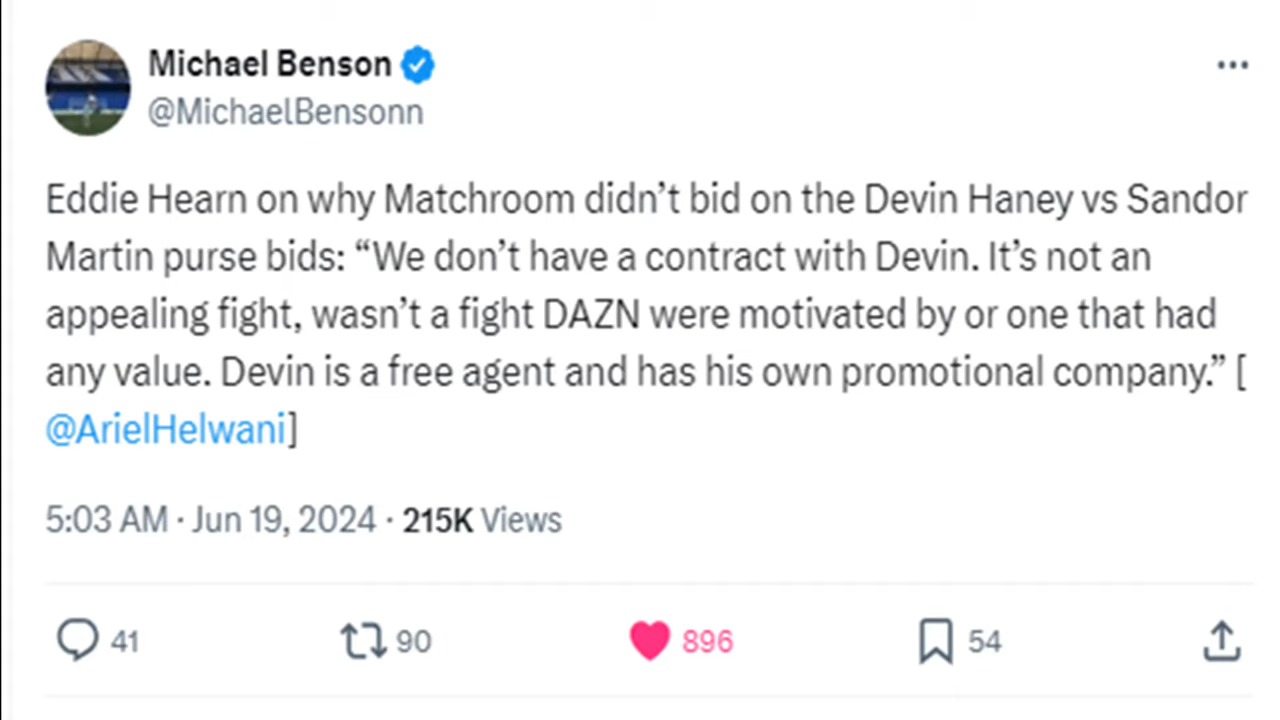 Michael Benson
@MichaelBensonn
Eddie Hearn on why Matchroom didn’t bid on the Devin Haney vs Sandor
Martin purse bids: “We don’t have a contract with Devin. It’s not an
appealing fight, wasn’t a fight DAZN were motivated by or one that had
any value. Devin is a free agent and has his own promotional company.” [
@ArielHelwani]
5:03 AM · Jun 19, 2024 · 215K Views
41 90 896 54